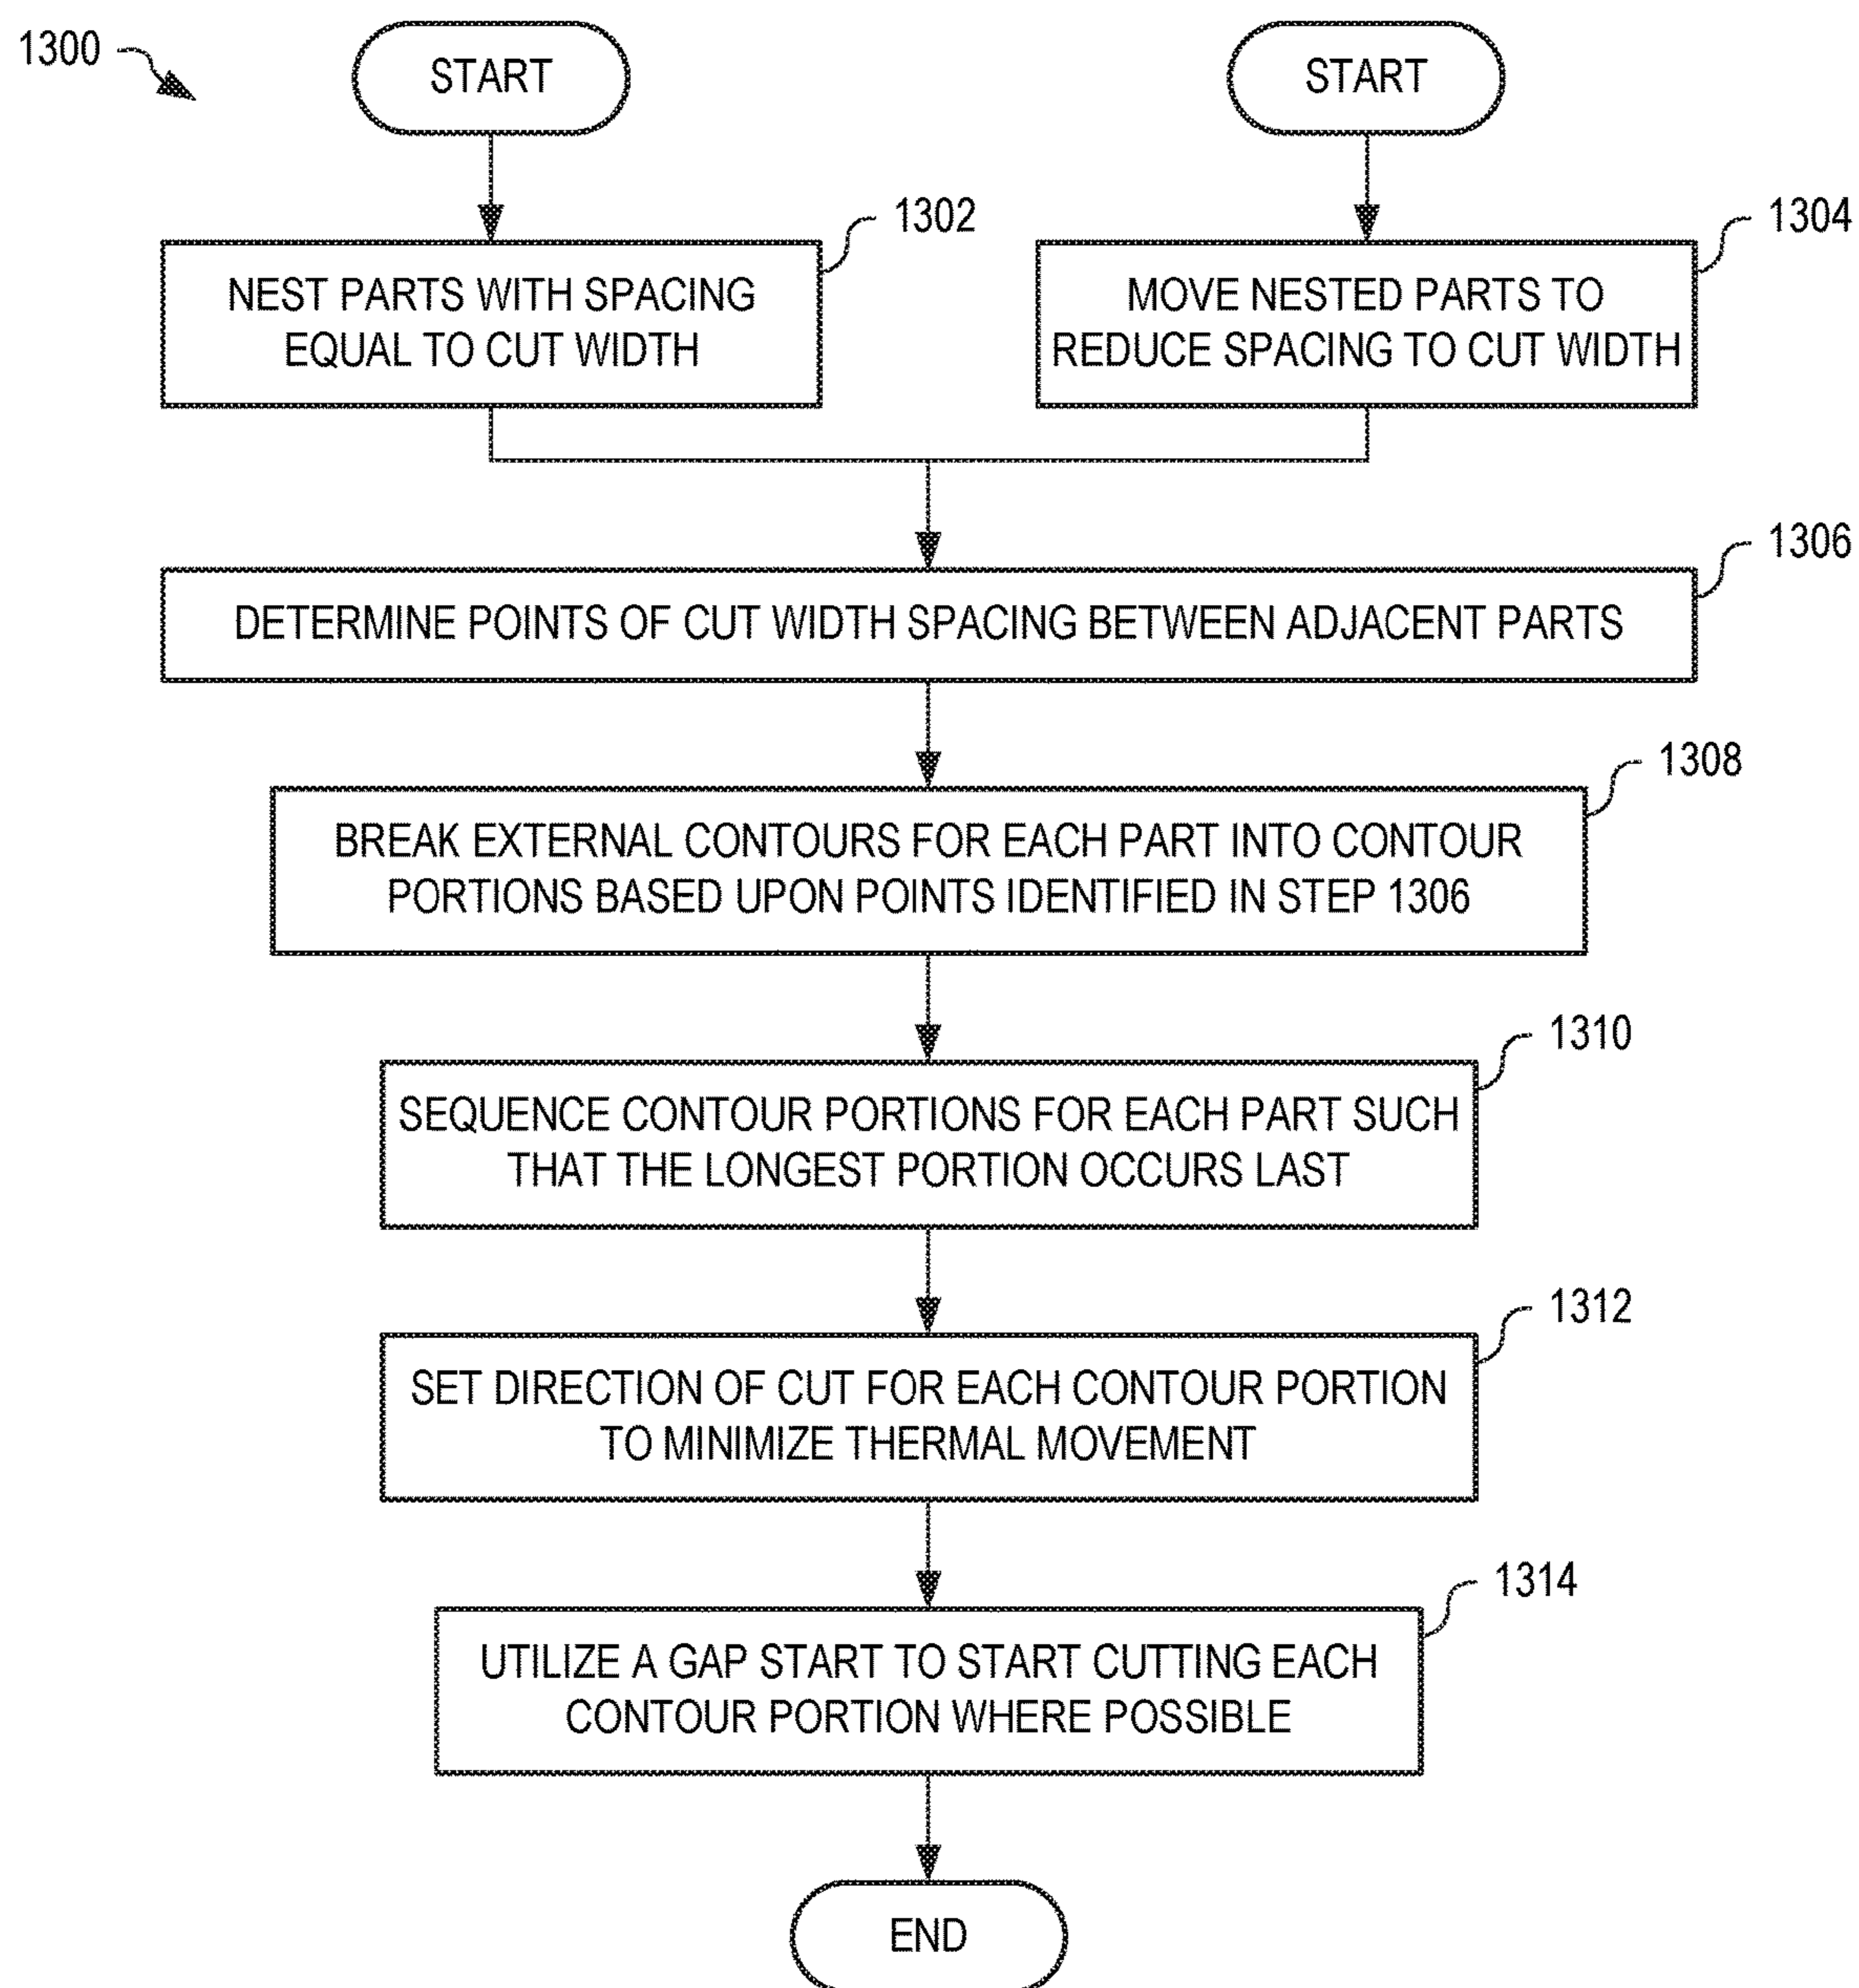 1300
START
START
1302
NEST PARTS WITH SPACING
EQUAL TO CUT WIDTH
1304
MOVE NESTED PARTS TO
REDUCE SPACING TO CUT WIDTH
1306
DETERMINE POINTS OF CUT WIDTH SPACING BETWEEN ADJACENT PARTS
1308
BREAK EXTERNAL CONTOURS FOR EACH PART INTO CONTOUR
PORTIONS BASED UPON POINTS IDENTIFIED IN STEP 1306
1310
SEQUENCE CONTOUR PORTIONS FOR EACH PART SUCH
THAT THE LONGEST PORTION OCCURS LAST
1312
SET DIRECTION OF CUT FOR EACH CONTOUR PORTION
TO MINIMIZE THERMAL MOVEMENT
1314
UTILIZE A GAP START TO START CUTTING EACH
CONTOUR PORTION WHERE POSSIBLE
END